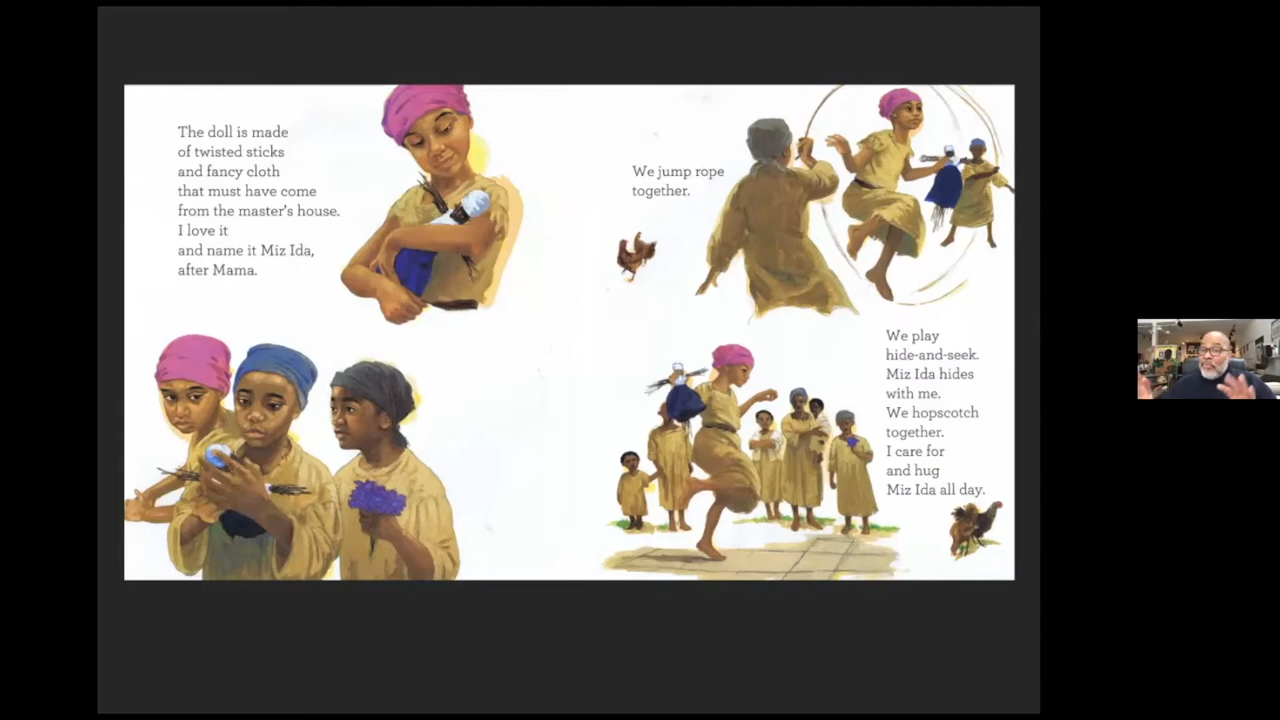 The doll is made
of twisted sticks
and fancy cloth
that must have come
from the master's house.
I love it
and name it Miz Ida,
after Mama.
We jump rope
together.
We play
hide-and-seek.
Miz Ida hides
with me.
We hopscotch
together.
I care for
and hug
Miz Ida all day.